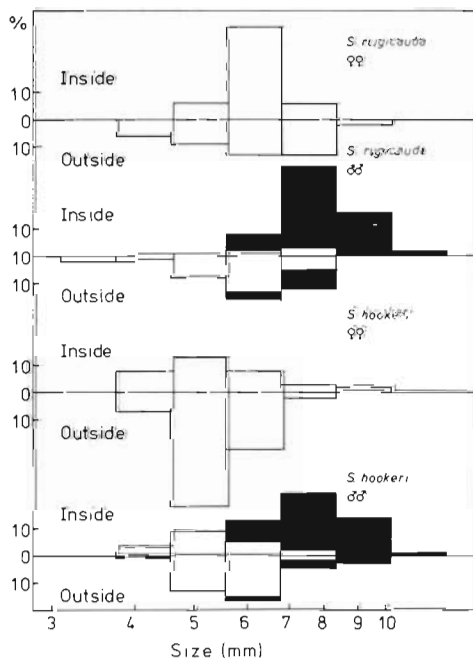 %
S. rugicauda
♀♀
Inside
10
0
10
Outside
S. rugicauda
♂♂
Inside
10
10
10
Outside
S. hookeri
♀♀
Inside
10
0
10
Outside
S. hookeri
♂♂
Inside
10
0
10
Outside
3 4 5 6 7 8 9 10
Size (mm)